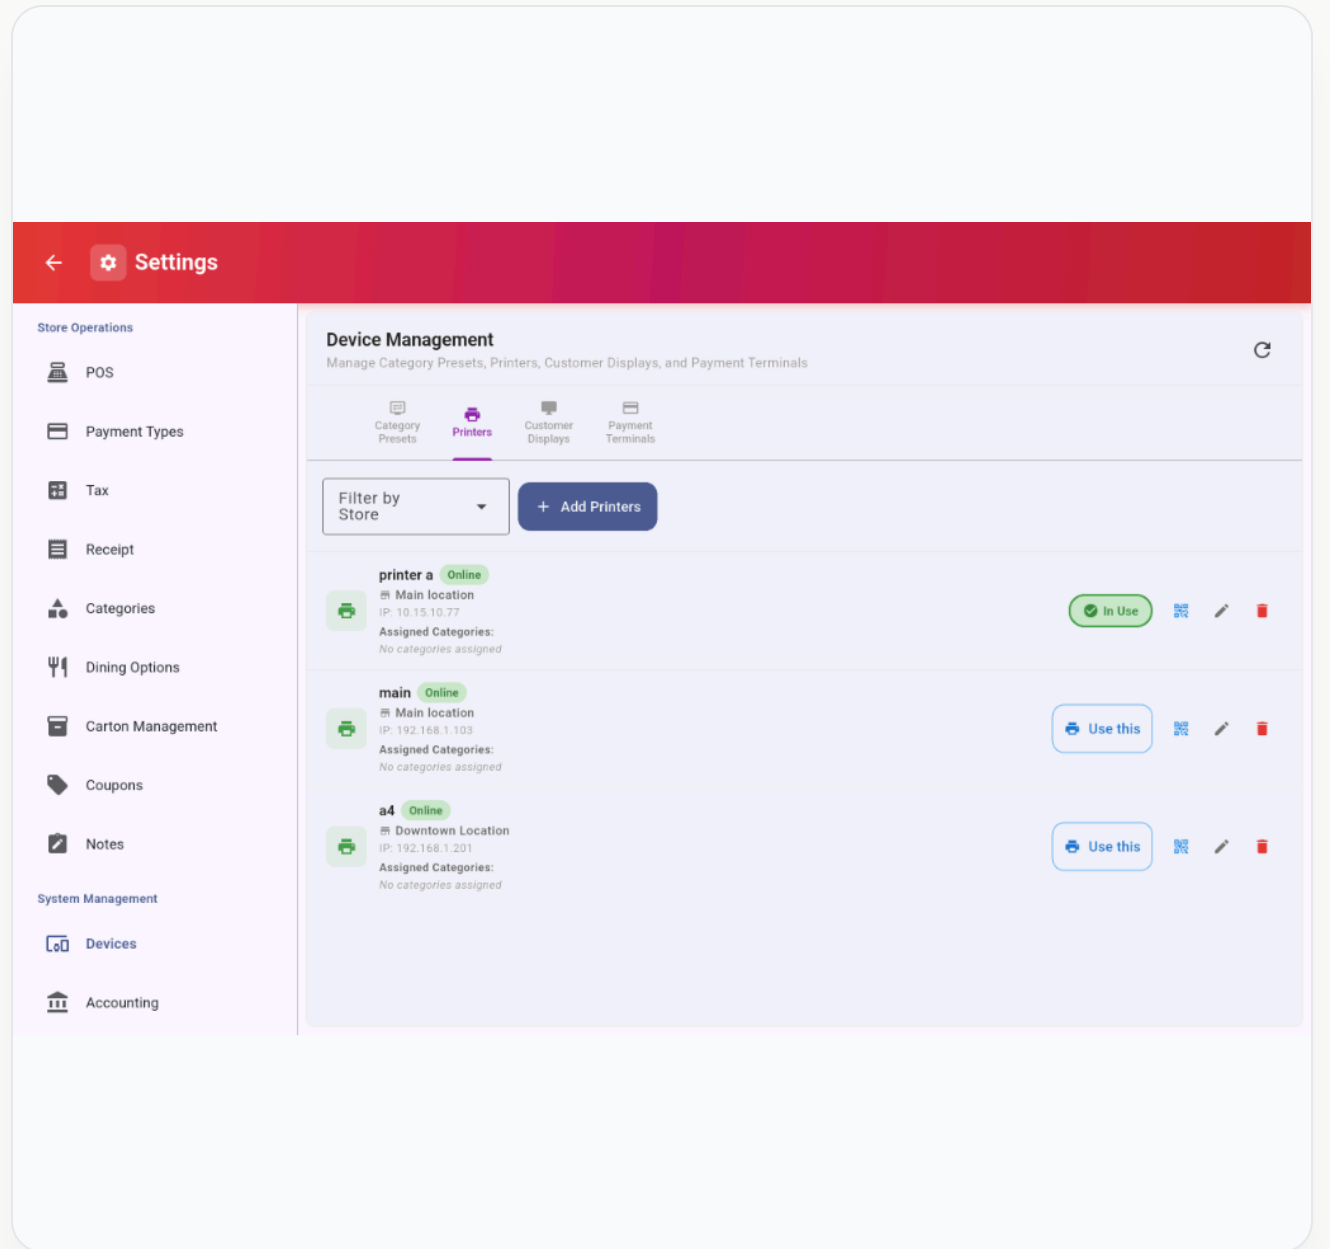 Settings
Store Operations
POS
Payment Types
Tax
Receipt
Categories
Dining Options
Carton Management
Coupons
Notes
System Management
Devices
Accounting
Device Management
Manage Category Presets, Printers, Customer Displays, and Payment Terminals
Category
Presets
Printers
Customer
Displays
Payment
Terminals
Filter by
Store
+ Add Printers
printer a Online
Main location
IP: 10.15.10.77
Assigned Categories:
No categories assigned
In Use
main Online
Main location
IP: 192.168.1.103
Assigned Categories:
No categories assigned
Use this
a4 Online
Downtown Location
IP: 192.168.1.201
Assigned Categories:
No categories assigned
Use this